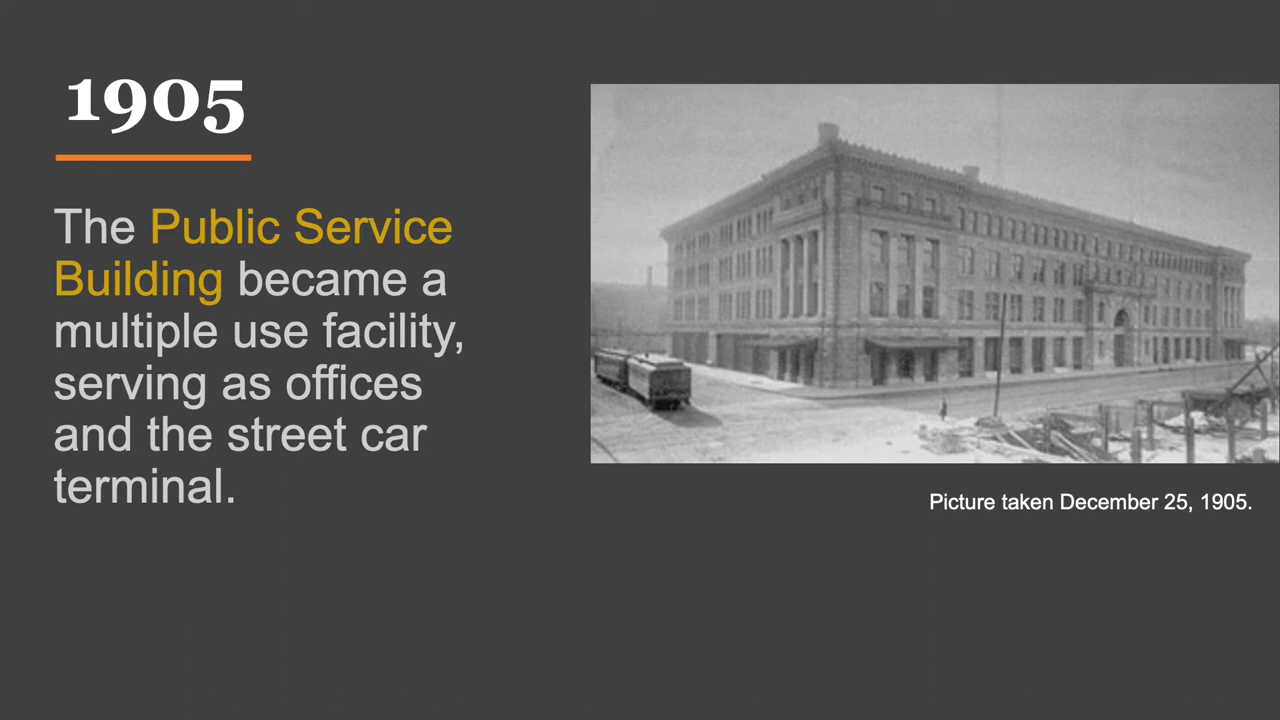 1905
The Public Service
Building became a
multiple use facility,
serving as offices
and the street car
terminal.
Picture taken December 25, 1905.